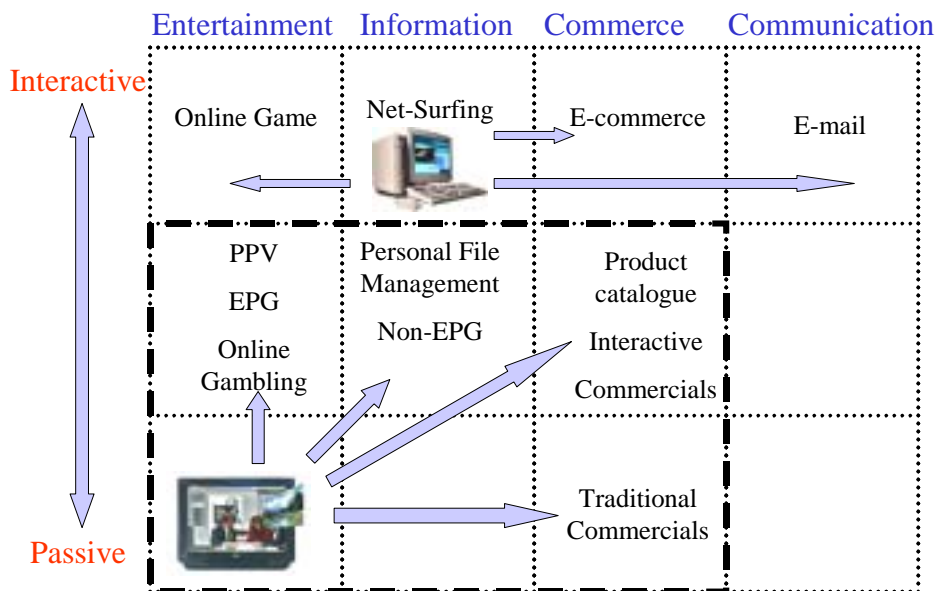 Entertainment Information Commerce Communication
Interactive
Online Game
Net-Surfing
E-commerce
E-mail
PPV
EPG
Online
Gambling
Personal File
Management
Non-EPG
Product
catalogue
Interactive
Commercials
Traditional
Commercials
Passive